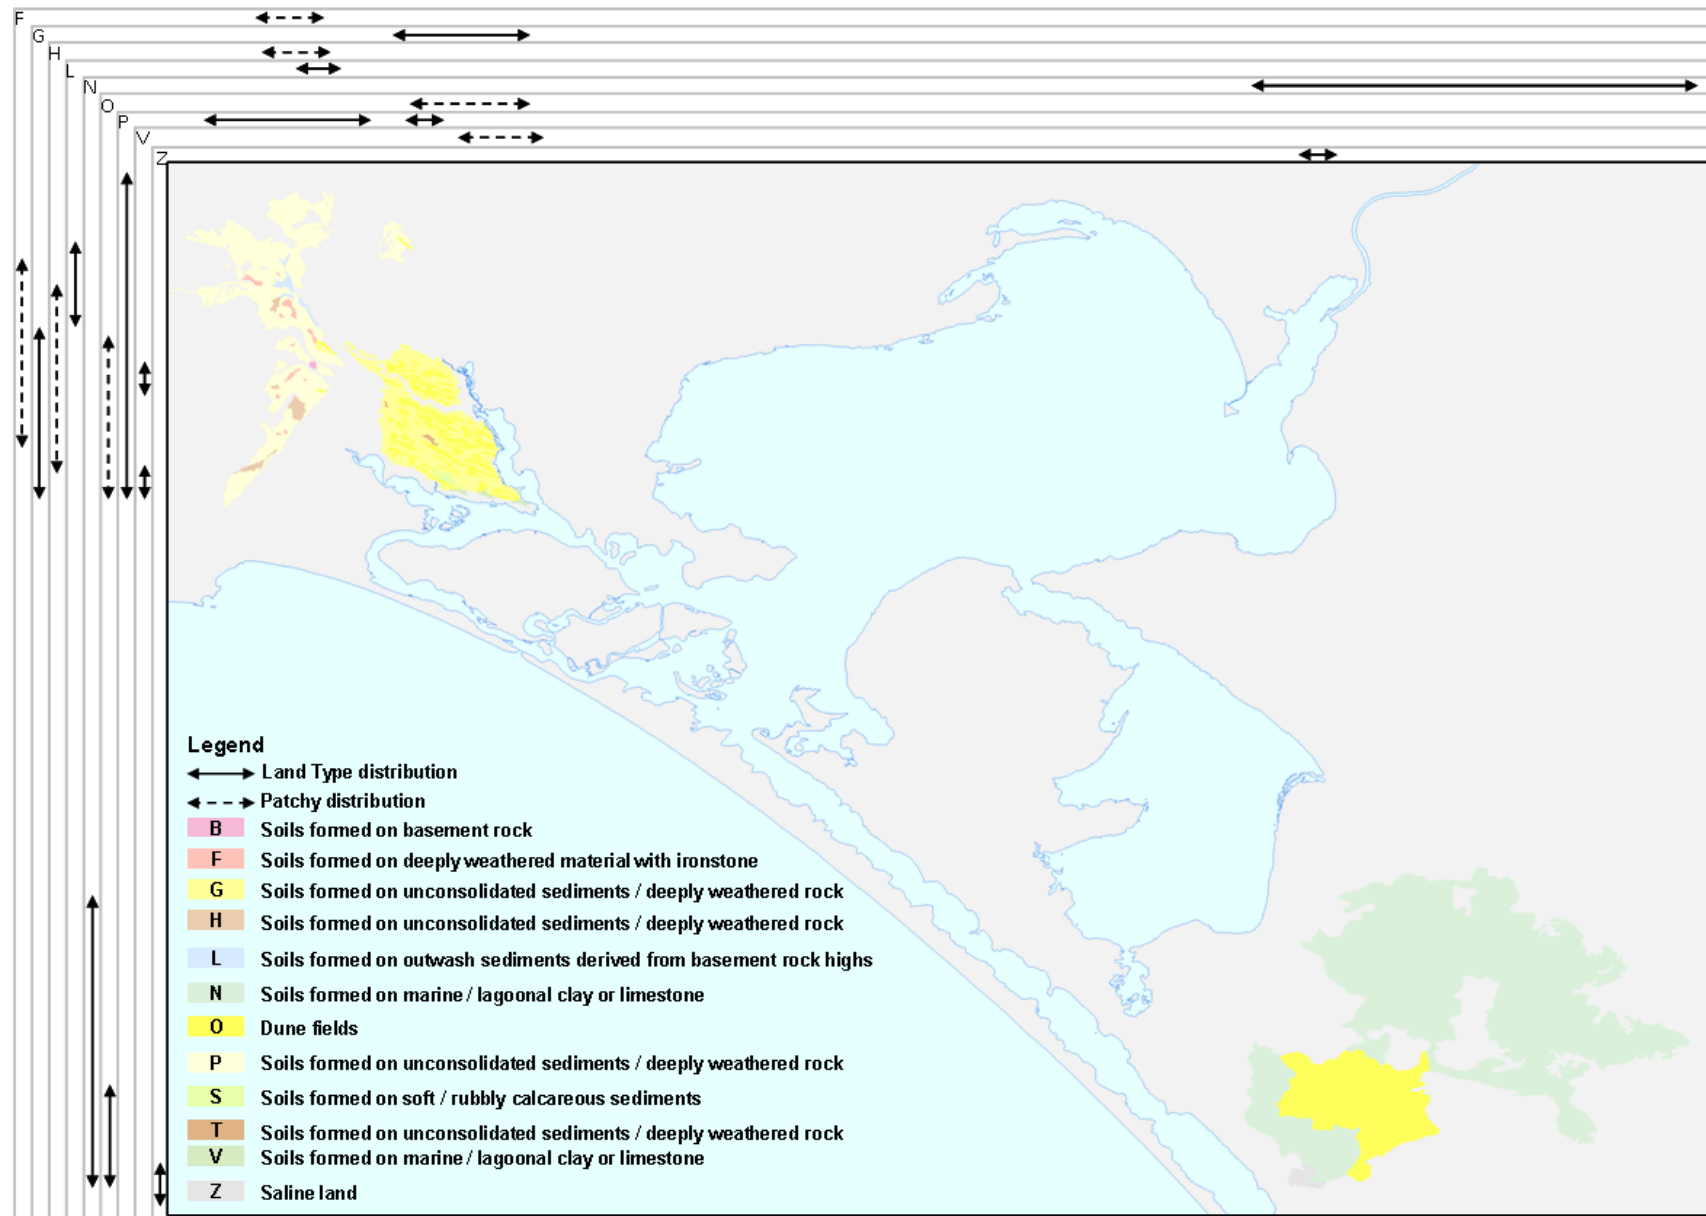 F
G
H
L
N
O
P
V
Z
Legend
Land Type distribution
Patchy distribution
B Soils formed on basement rock
F Soils formed on deeply weathered material with ironstone
G Soils formed on unconsolidated sediments / deeply weathered rock
H Soils formed on unconsolidated sediments / deeply weathered rock
L Soils formed on outwash sediments derived from basement rock highs
N Soils formed on marine / lagoonal clay or limestone
O Dune fields
P Soils formed on unconsolidated sediments / deeply weathered rock
S Soils formed on soft / rubbly calcareous sediments
T Soils formed on unconsolidated sediments / deeply weathered rock
V Soils formed on marine / lagoonal clay or limestone
Z Saline land